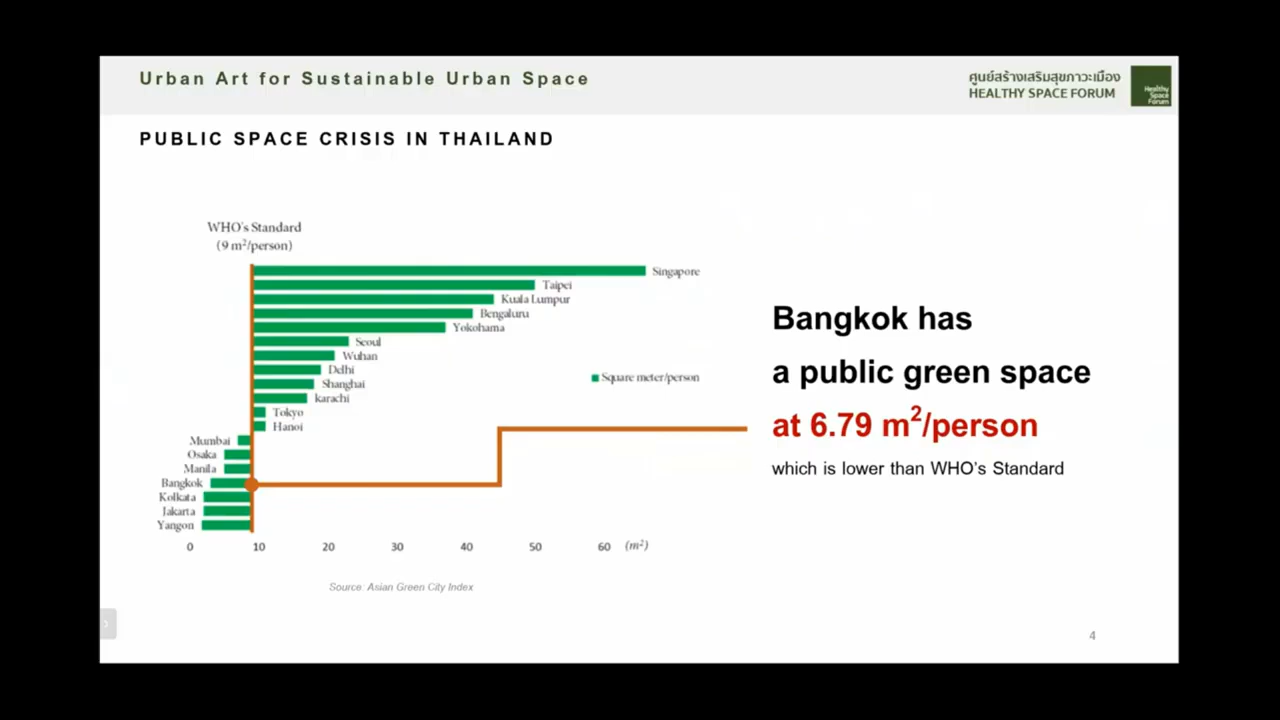 Urban Art for Sustainable Urban Space
ศูนย์สร้างเสริมสุขภาวะเมือง
HEALTHY SPACE FORUM
Healthy
Space
Forum
PUBLIC SPACE CRISIS IN THAILAND
WHO's Standard
(9 m²/person)
Singapore
Taipei
Kuala Lumpur
Bengaluru
Yokohama
Seoul
Wuhan
Delhi
Shanghai
karachi
Tokyo
Hanoi
Mumbai
Osaka
Manila
Bangkok
Kolkata
Jakarta
Yangon
0 10 20 30 40 50 60 (m²)
Square meter/person
Source: Asian Green City Index
Bangkok has
a public green space
at 6.79 m²/person
which is lower than WHO's Standard
4